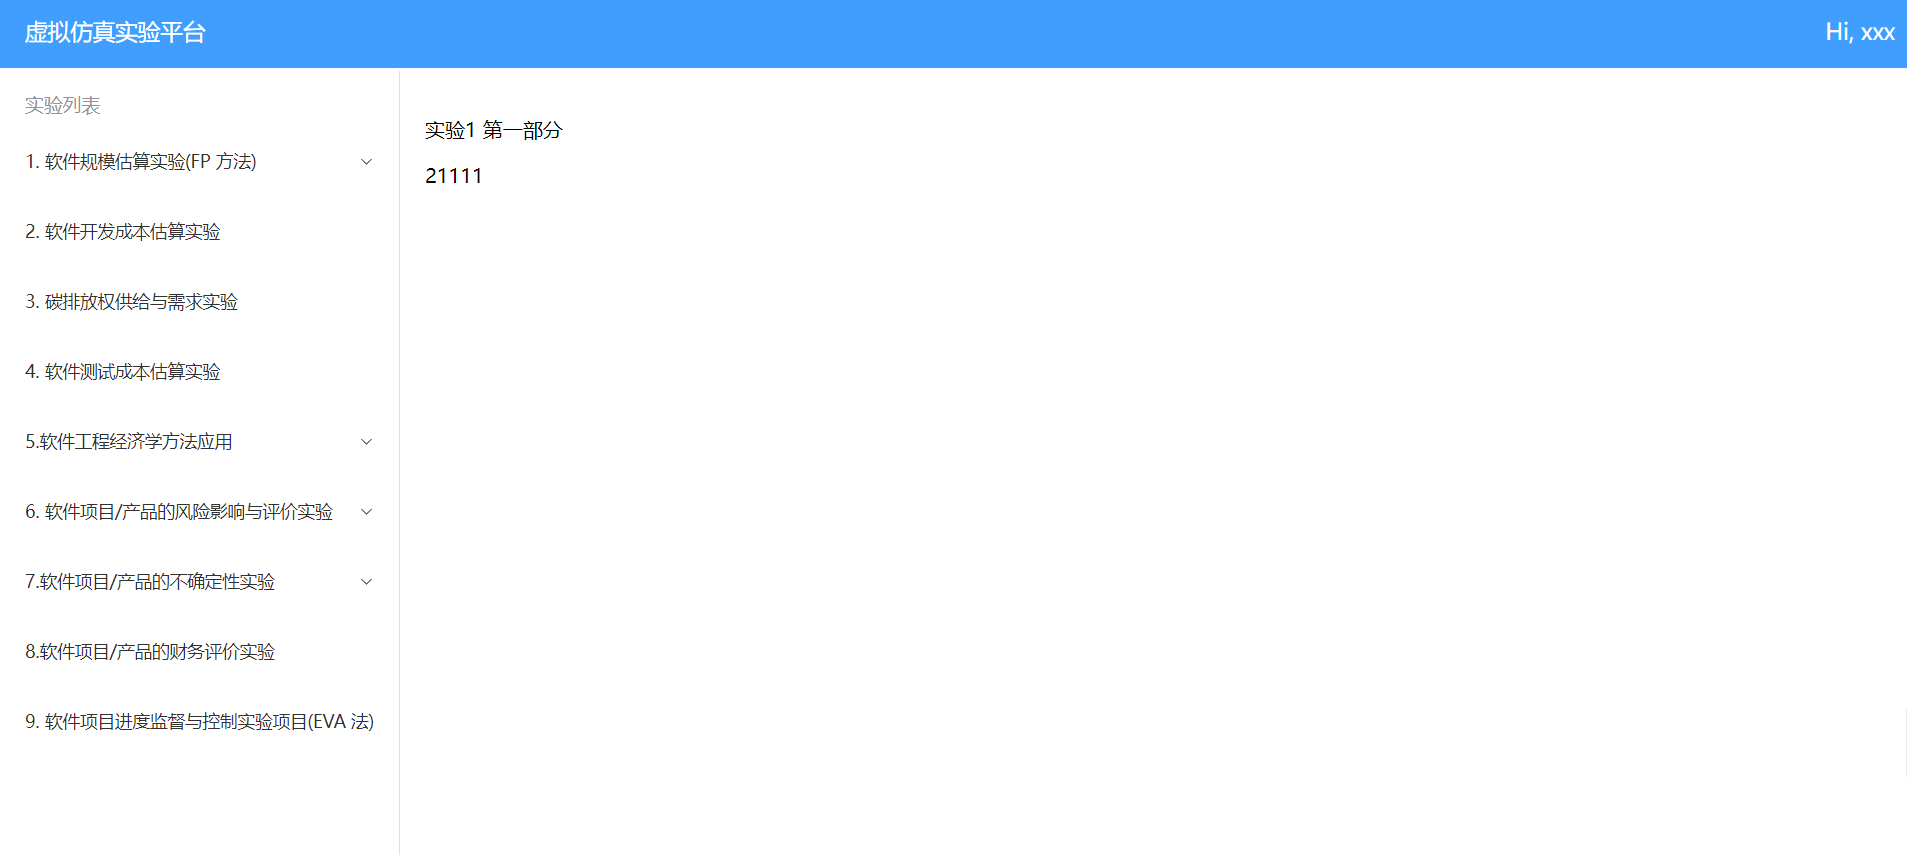 虚拟仿真实验平台
Hi, xxx
实验列表
1. 软件规模估算实验(FP 方法)
2. 软件开发成本估算实验
3. 碳排放权供给与需求实验
4. 软件测试成本估算实验
5.软件工程经济学方法应用
6. 软件项目/产品的风险影响与评价实验
7.软件项目/产品的不确定性实验
8.软件项目/产品的财务评价实验
9. 软件项目进度监督与控制实验项目(EVA 法)
实验1 第一部分
21111